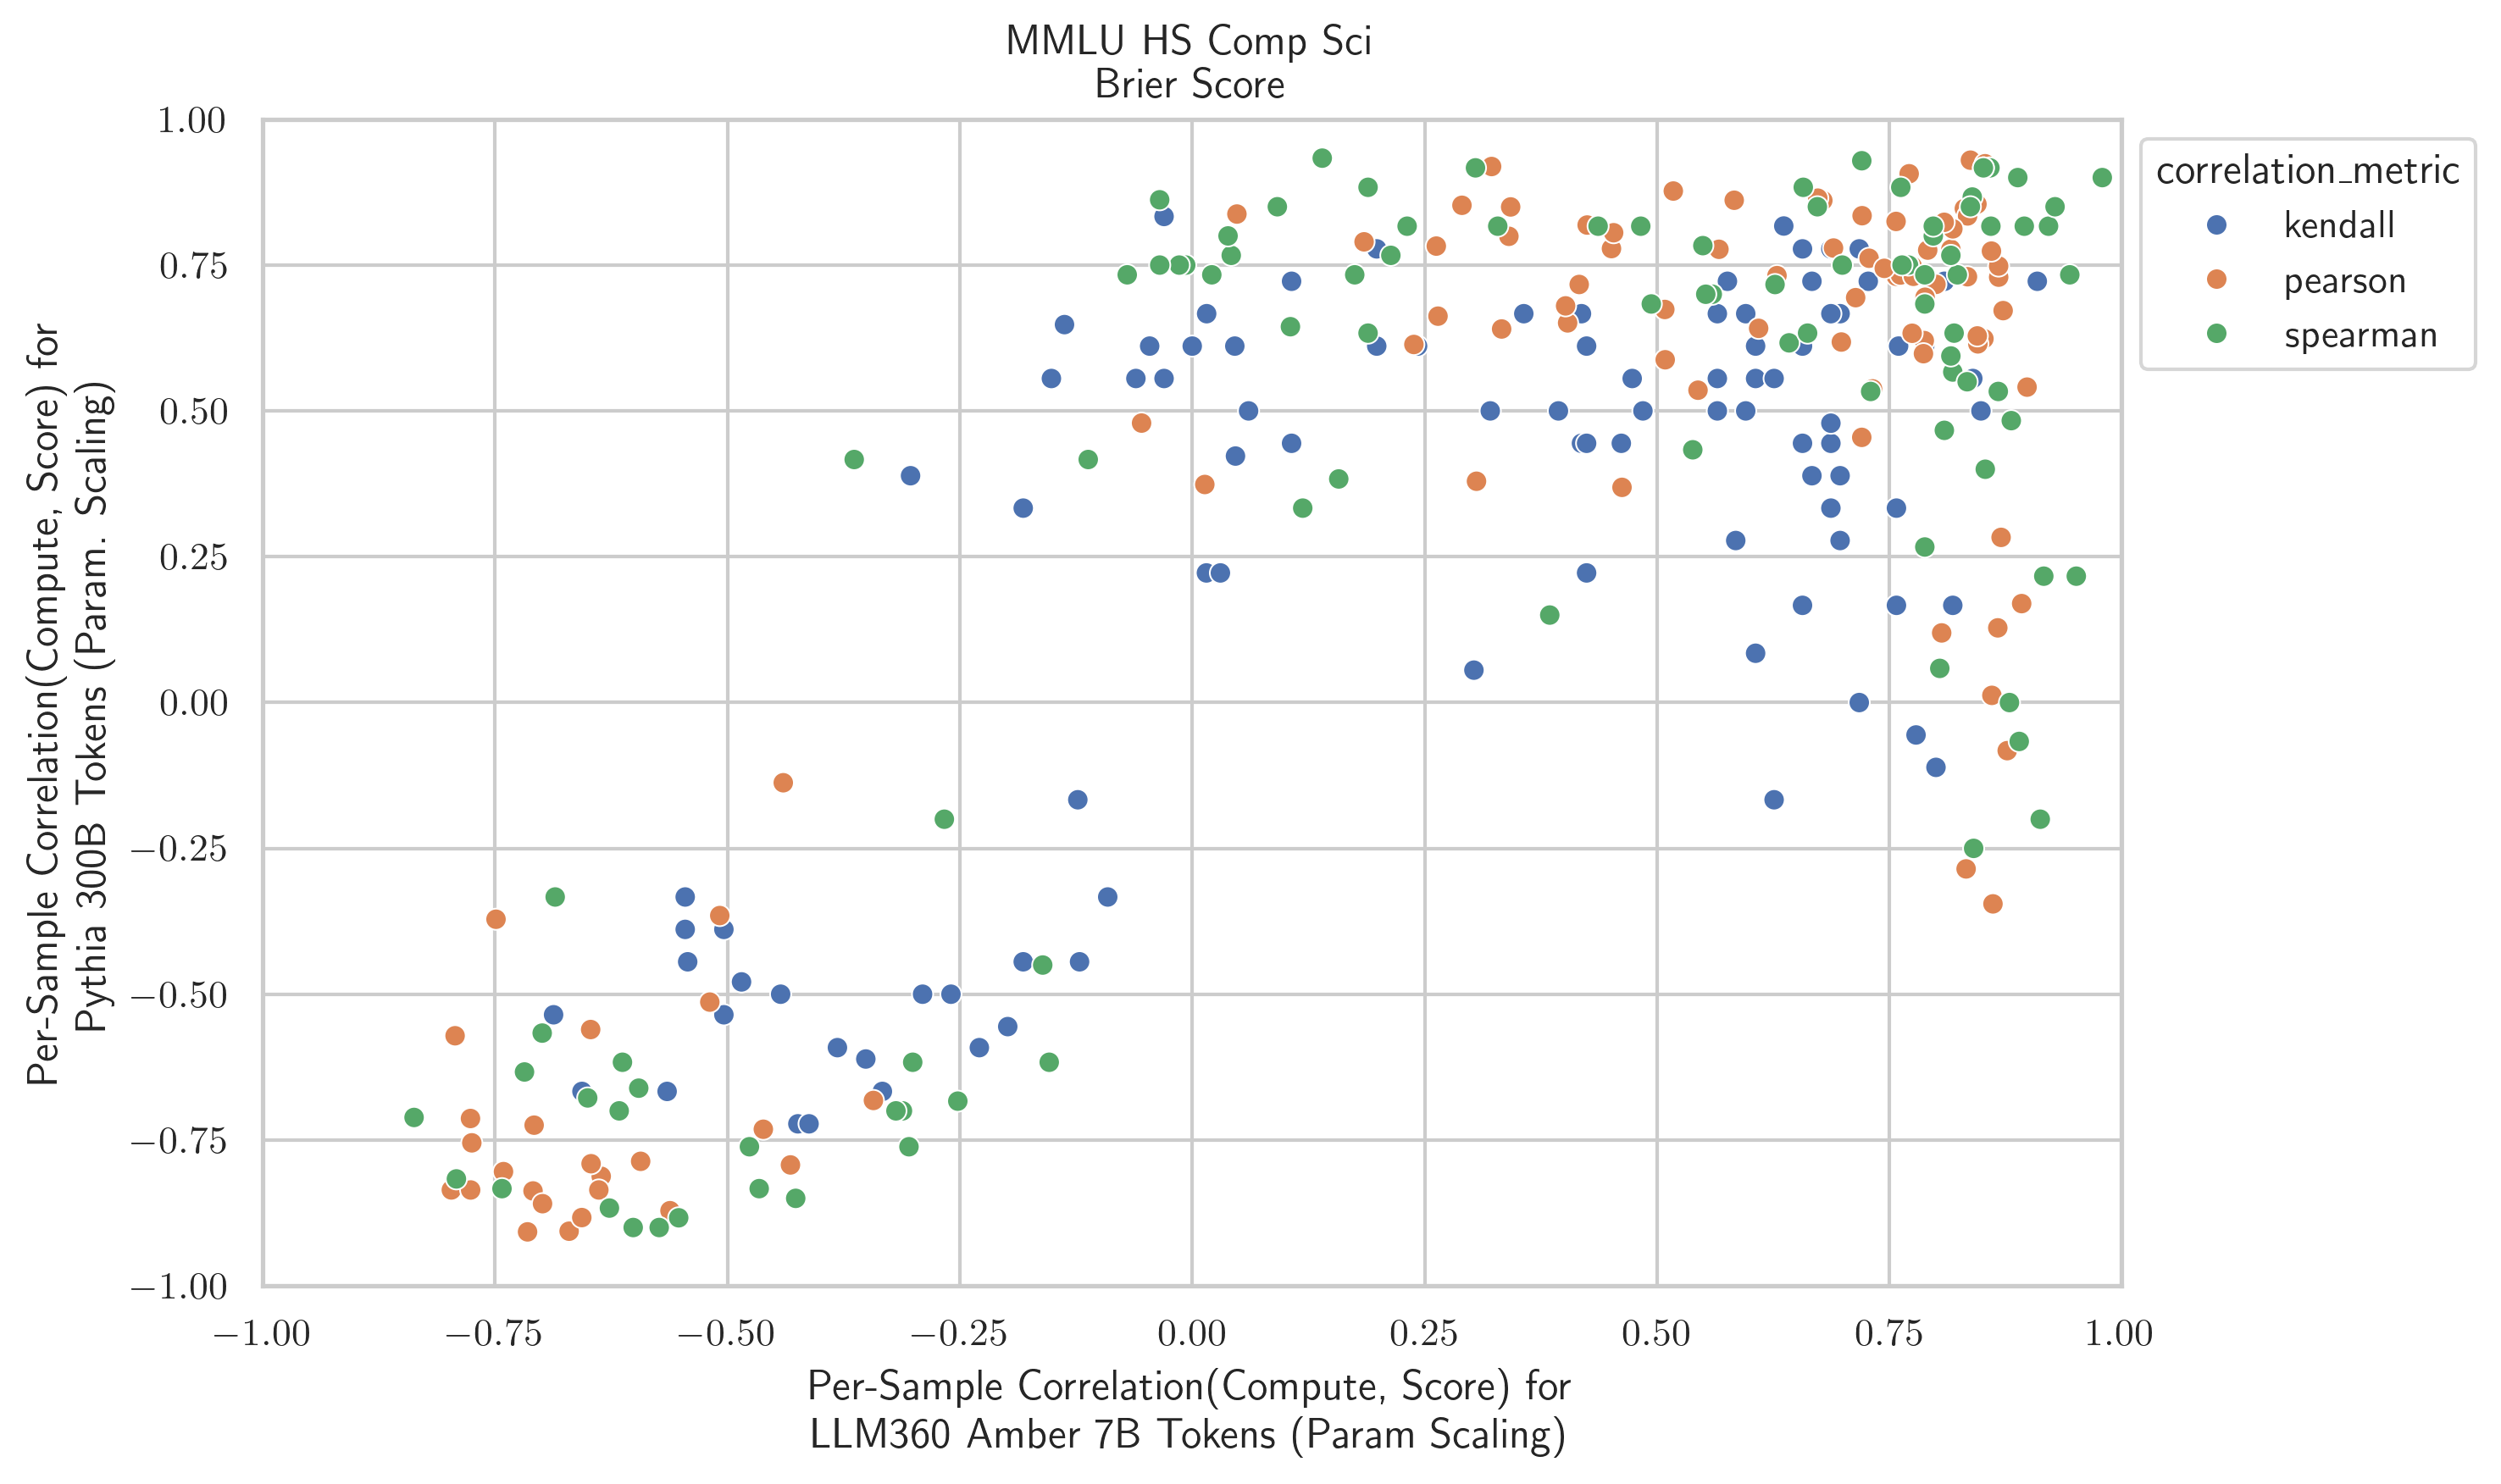 MMLU HS Comp Sci
Brier Score
Per-Sample Correlation(Compute, Score) for
Pythia 300B Tokens (Param. Scaling)
1.00
0.75
0.50
0.25
0.00
−0.25
−0.50
−0.75
−1.00
−1.00 −0.75 −0.50 −0.25 0.00 0.25 0.50 0.75 1.00
Per-Sample Correlation(Compute, Score) for
LLM360 Amber 7B Tokens (Param Scaling)
correlation_metric
kendall
pearson
spearman